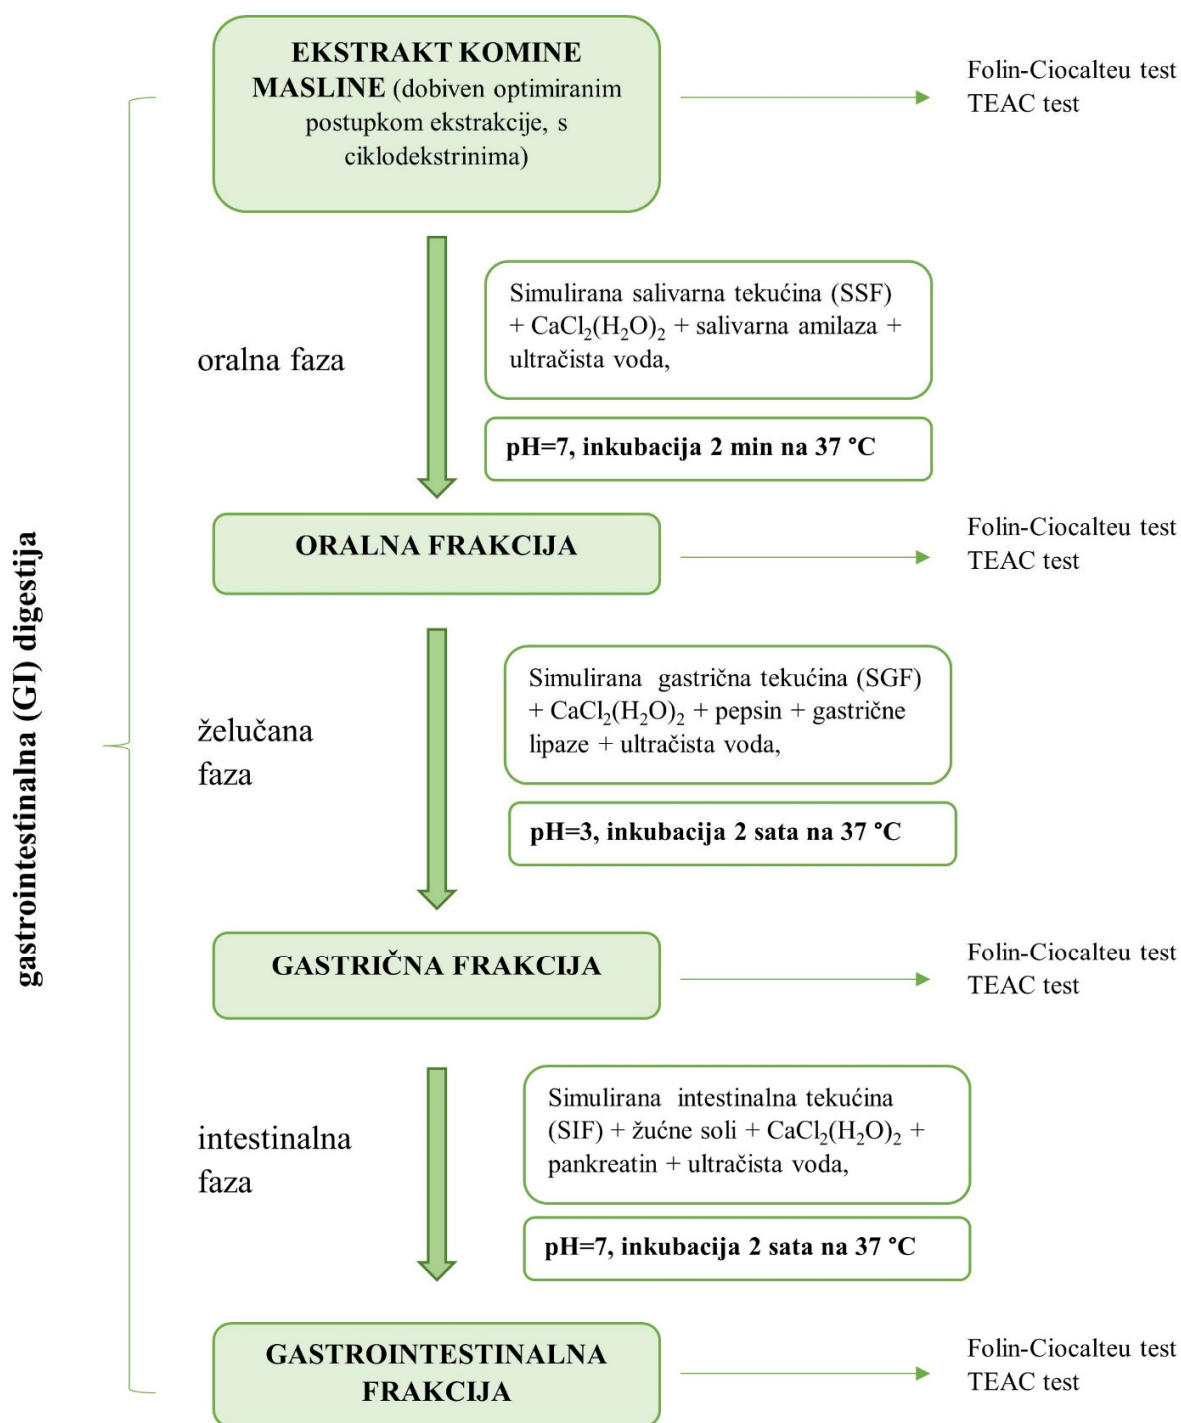 EKSTRAKT KOMINE
MASLINE (dobiven optimiranim
postupkom ekstrakcije, s
ciklodekstrinima)
Folin-Ciocalteu test
TEAC test
oralna faza
Simulirana salivarna tekućina (SSF)
+ CaCl₂(H₂O)₂ + salivarna amilaza +
ultračista voda,
pH=7, inkubacija 2 min na 37 °C
ORALNA FRAKCIJA
Folin-Ciocalteu test
TEAC test
gastrointestinalna (GI) digestija
želučana
faza
Simulirana gastrična tekućina (SGF)
+ CaCl₂(H₂O)₂ + pepsin + gastrične
lipaze + ultračista voda,
pH=3, inkubacija 2 sata na 37 °C
GASTRIČNA FRAKCIJA
Folin-Ciocalteu test
TEAC test
intestinalna
faza
Simulirana intestinalna tekućina
(SIF) + žućne soli + CaCl₂(H₂O)₂ +
pankreatin + ultračista voda,
pH=7, inkubacija 2 sata na 37 °C
GASTROINTESTINALNA
FRAKCIJA
Folin-Ciocalteu test
TEAC test